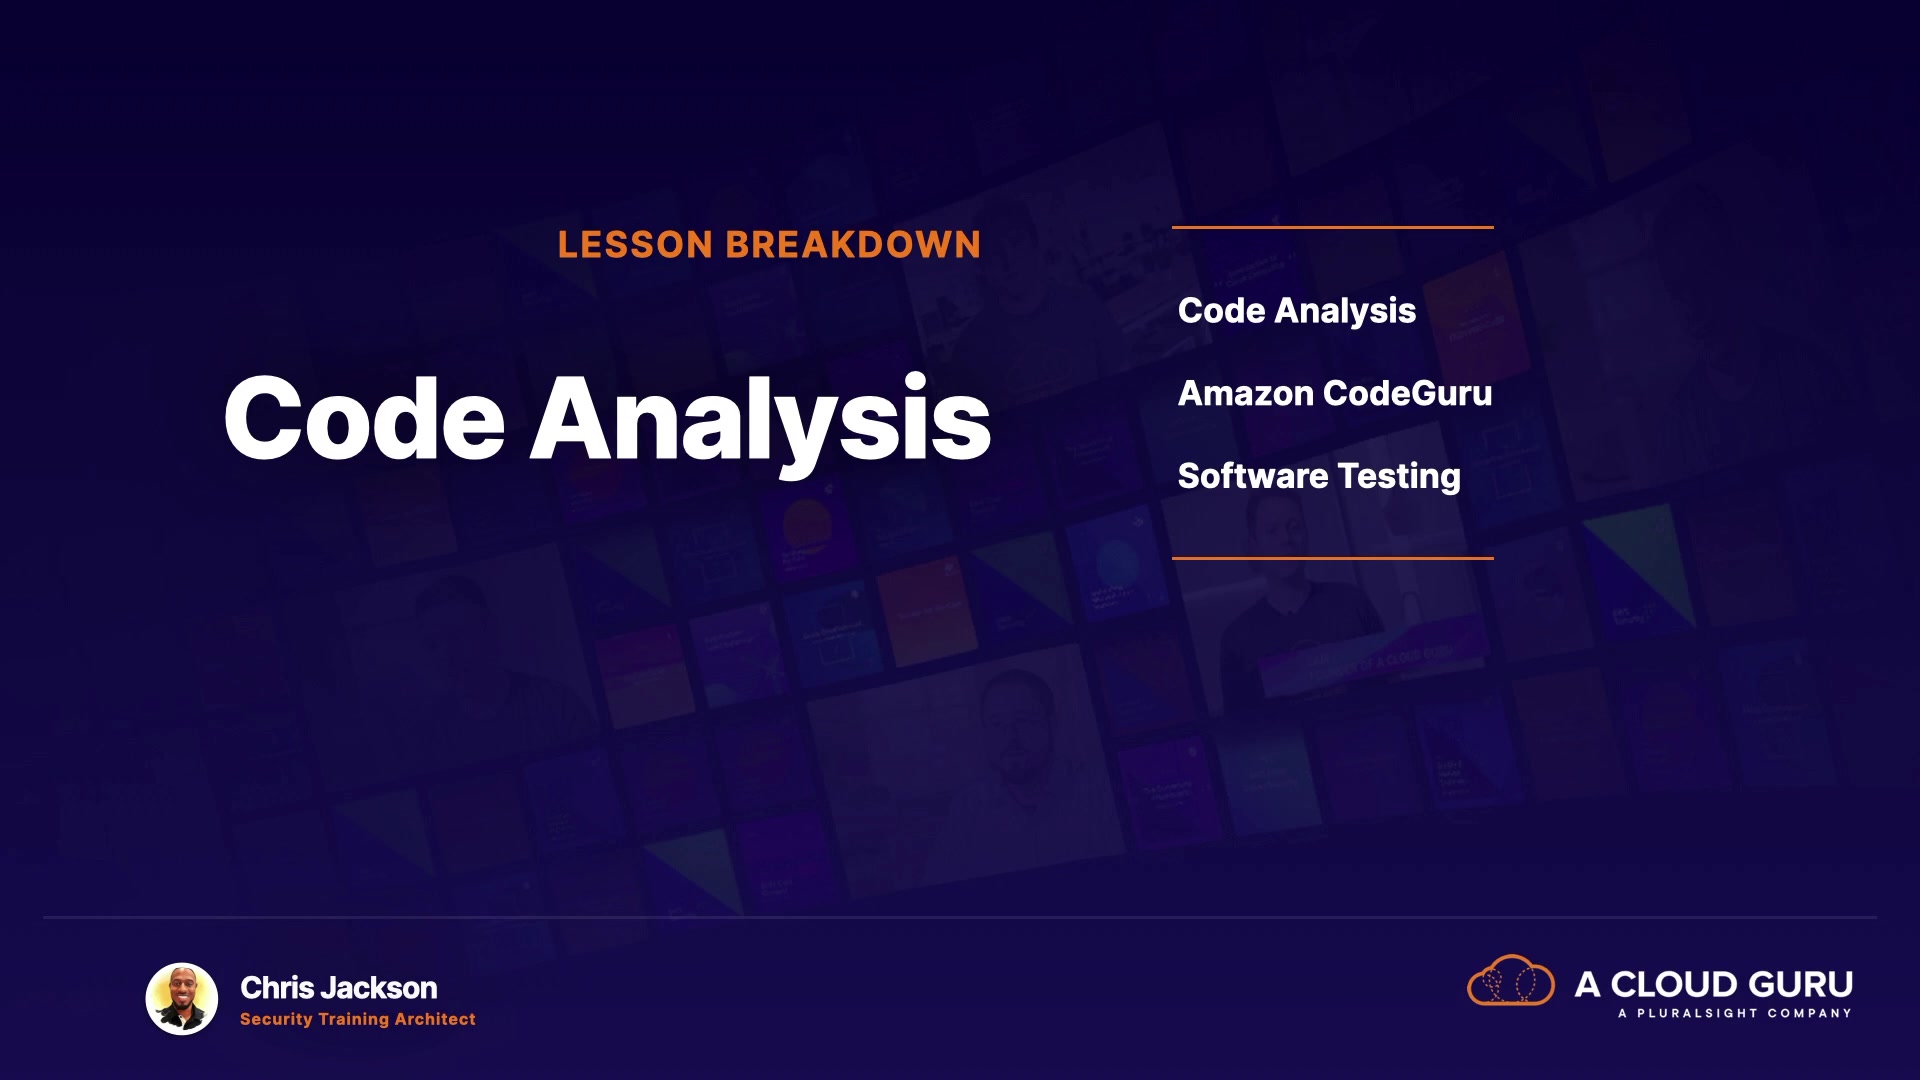 LESSON BREAKDOWN
Code Analysis
Code Analysis
Amazon CodeGuru
Software Testing
Chris Jackson
Security Training Architect
A CLOUD GURU
A PLURALSIGHT COMPANY